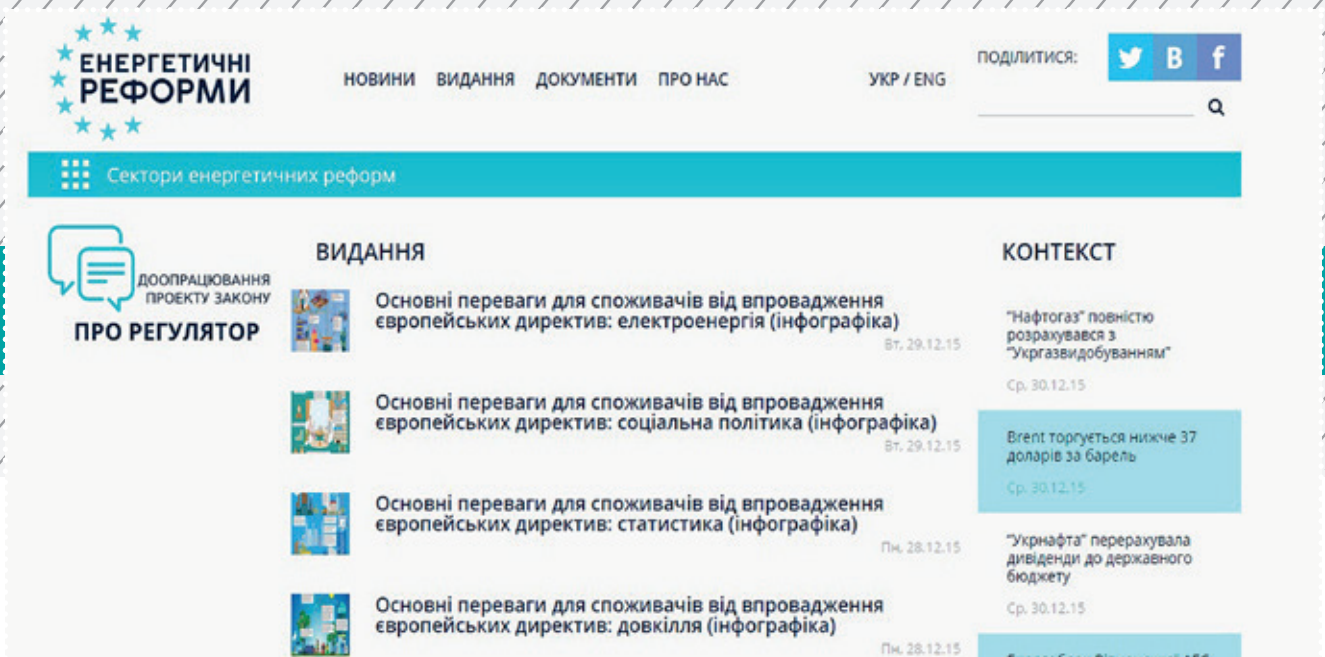 ЕНЕРГЕТИЧНІ
РЕФОРМИ
НОВИНИ ВИДАННЯ ДОКУМЕНТИ ПРО НАС
УКР / ENG
ПОДІЛИТИСЯ:
В f
Сектори енергетичних реформ
ДООПРАЦЮВАННЯ
ПРОЕКТУ ЗАКОНУ
ПРО РЕГУЛЯТОР
ВИДАННЯ
Основні переваги для споживачів від впровадження
європейських директив: електроенергія (інфографіка)
Вт, 29.12.15
Основні переваги для споживачів від впровадження
європейських директив: соціальна політика (інфографіка)
Вт, 29.12.15
Основні переваги для споживачів від впровадження
європейських директив: статистика (інфографіка)
Пн, 28.12.15
Основні переваги для споживачів від впровадження
європейських директив: довкілля (інфографіка)
Пн, 28.12.15
КОНТЕКСТ
"Нафтогаз" повністю
розрахувався з
"Укргазвидобуванням"
Ср, 30.12.15
Brent торгується нижче 37
доларів за барель
Ср, 30.12.15
"Укрнафта" перерахувала
дивіденди до державного
бюджету
Ср, 30.12.15